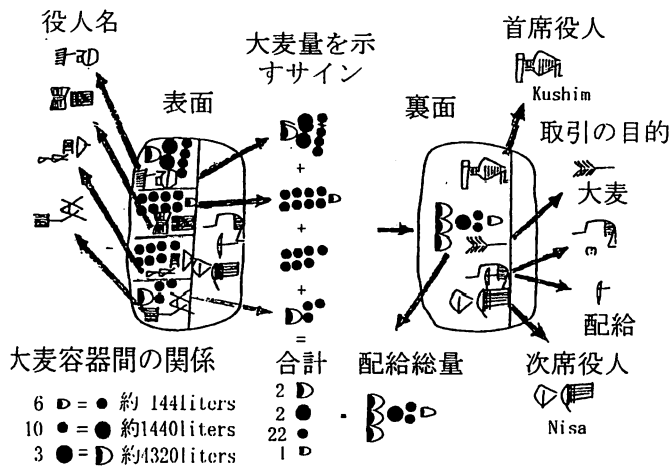 役人名
大麦量を示
すサイン
首席役人
Kushim
表面
裏面
取引の目的
大麦
配給
+
+
+
=
大麦容器間の関係
6 = 約 144liters
10 = 約1440liters
3 = 約4320liters
合計
2
2
22
1
配給総量
次席役人
Nisa